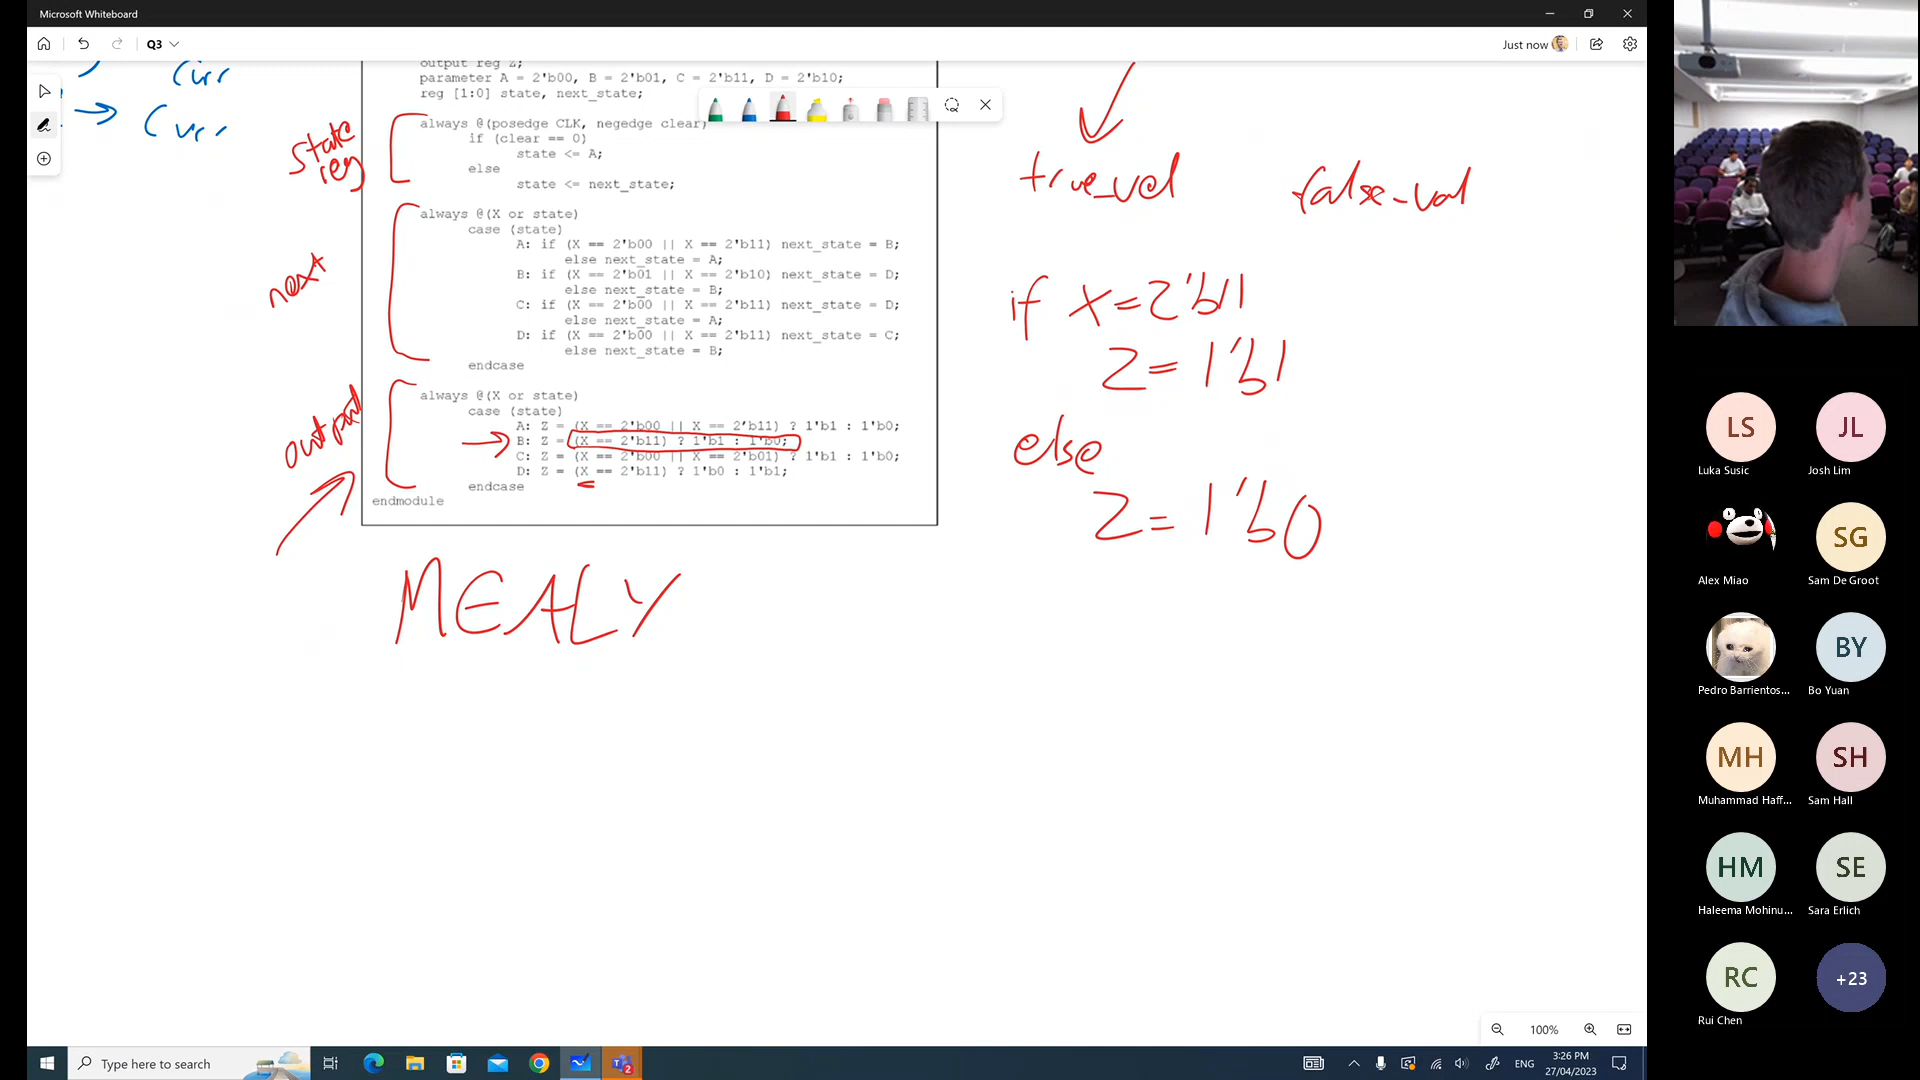 Microsoft Whiteboard
Q3
Just now
Curr
Curr
output reg Z;
parameter A = 2'b00, B = 2'b01, C = 2'b11, D = 2'b10;
reg [1:0] state, next_state;
state
reg
always @(posedge CLK, negedge clear)
if (clear == 0)
state <= A;
else
state <= next_state;
next
always @(X or state)
case (state)
A: if (X == 2'b00 || X == 2'b11) next_state = B;
else next_state = A;
B: if (X == 2'b01 || X == 2'b10) next_state = D;
else next_state = B;
C: if (X == 2'b00 || X == 2'b11) next_state = D;
else next_state = A;
D: if (X == 2'b00 || X == 2'b11) next_state = C;
else next_state = B;
endcase
output
always @(X or state)
case (state)
A: Z = (X == 2'b00 || X == 2'b11) ? 1'b1 : 1'b0;
B: Z = (X == 2'b11) ? 1'b1 : 1'b0;
C: Z = (X == 2'b00 || X == 2'b01) ? 1'b1 : 1'b0;
D: Z = (X == 2'b11) ? 1'b0 : 1'b1;
endcase
endmodule
MEALY
true_val
false_val
if X=2'b11
Z=1'b1
else
Z=1'b0
LS
Luka Susic
JL
Josh Lim
Alex Miao
SG
Sam De Groot
Pedro Barrientos...
BY
Bo Yuan
MH
Muhammad Haff...
SH
Sam Hall
HM
Haleema Mohinu...
SE
Sara Erlich
RC
Rui Chen
+23
100%
Type here to search
2
ENG
3:26 PM
27/04/2023